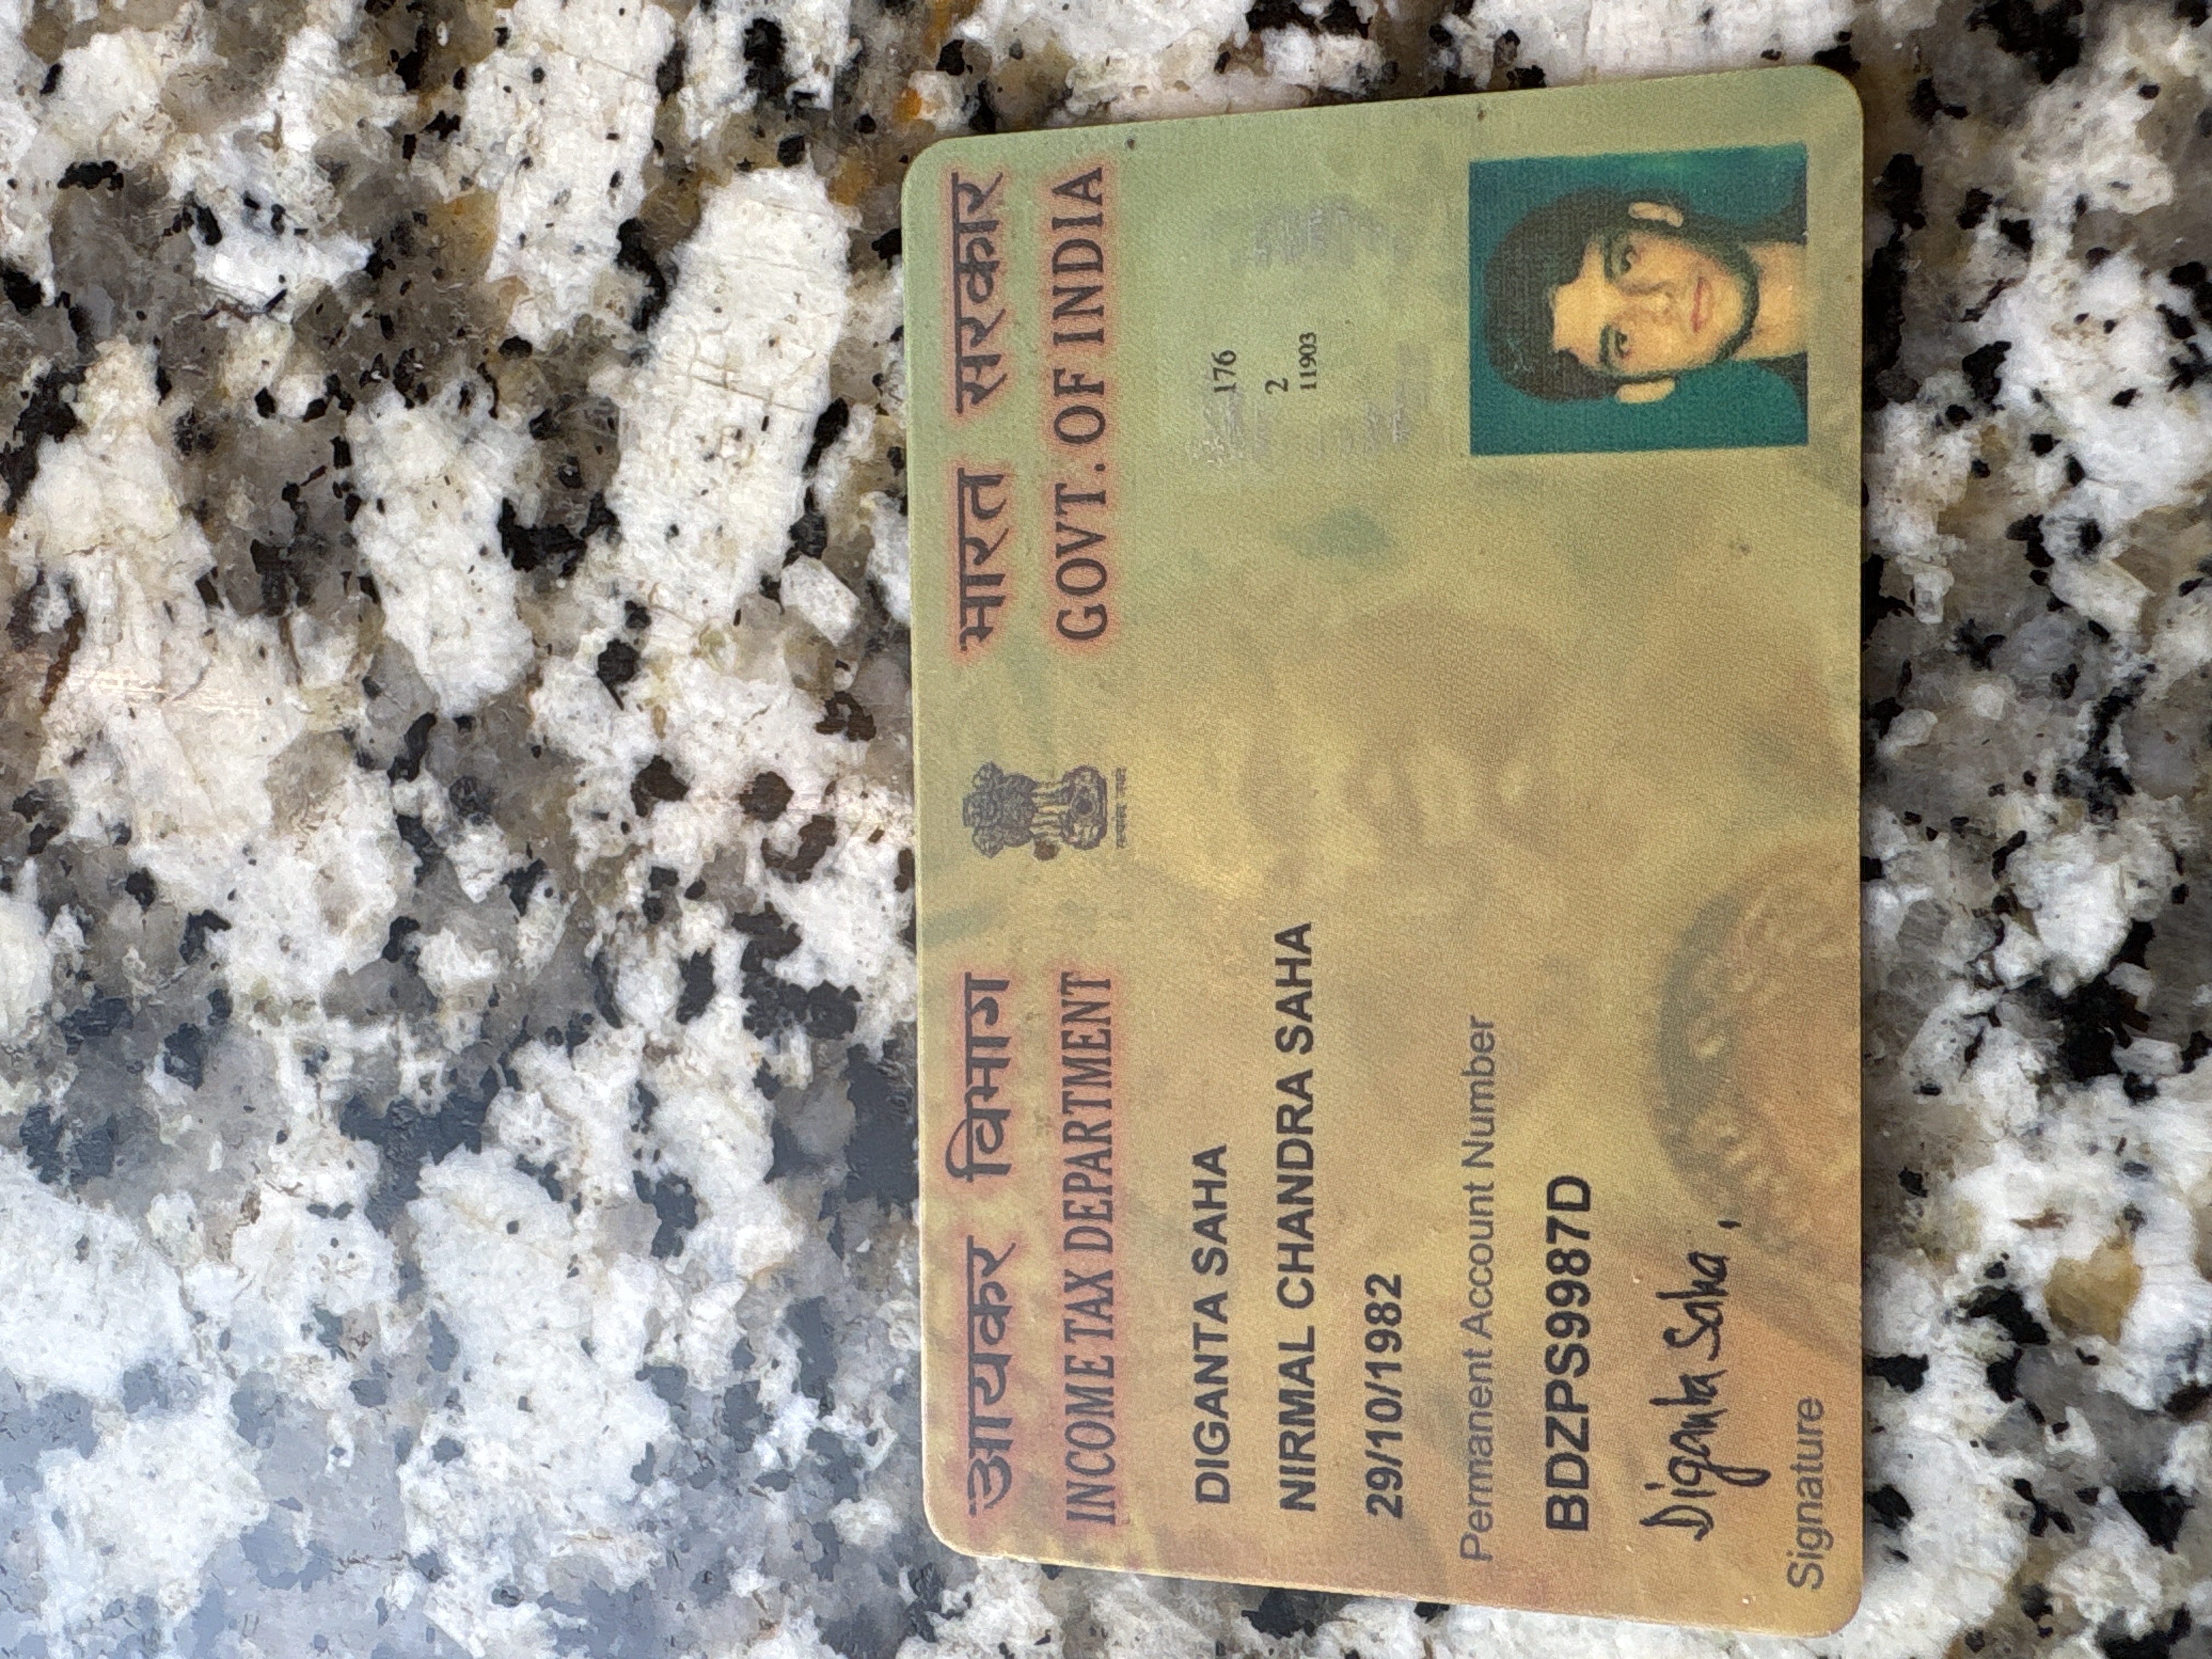 आयकर विभाग
INCOME TAX DEPARTMENT
भारत सरकार
GOVT. OF INDIA
DIGANTA SAHA
NIRMAL CHANDRA SAHA
29/10/1982
Permanent Account Number
BDZPS9987D
Diganta Saha
Signature
176
2
11903